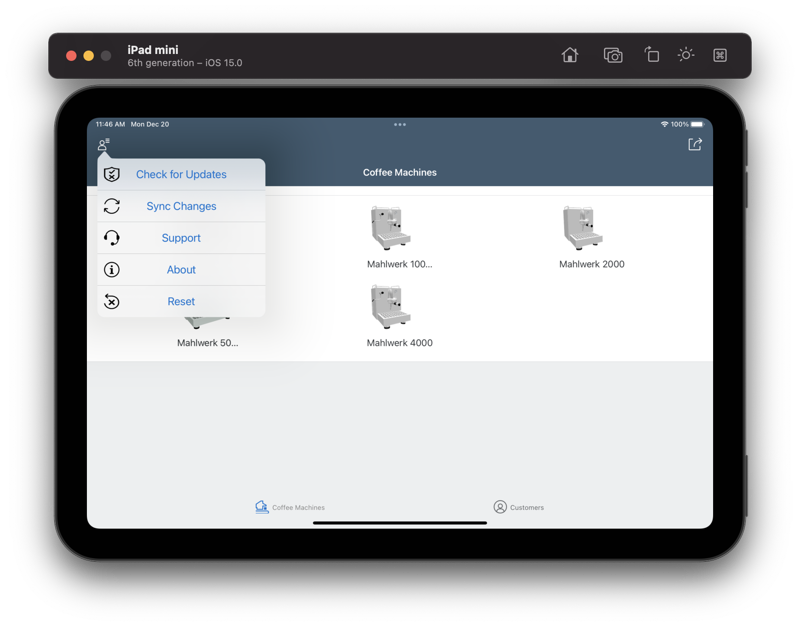 iPad mini
6th generation – iOS 15.0
11:46 AM Mon Dec 20
100%
Coffee Machines
Check for Updates
Sync Changes
Support
About
Reset
Mahlwerk 100...
Mahlwerk 2000
Mahlwerk 50...
Mahlwerk 4000
Coffee Machines
Customers